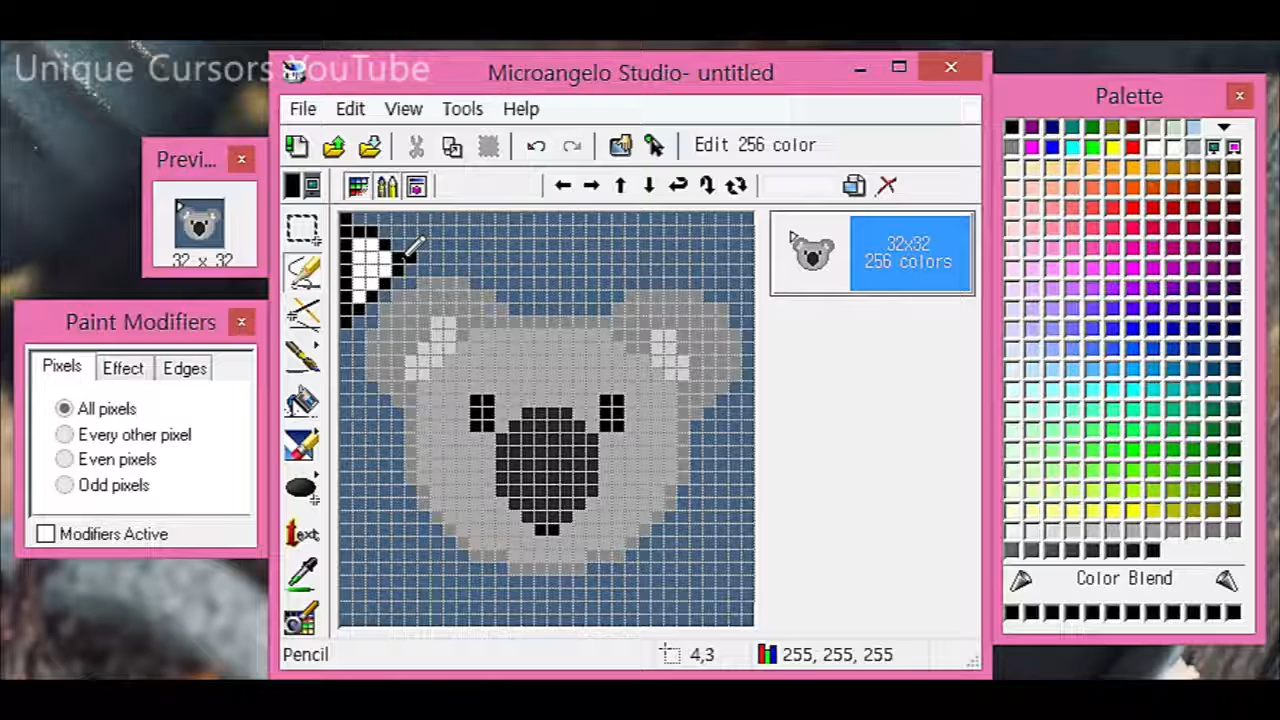 Unique Cursors YouTube
Microangelo Studio- untitled
File Edit View Tools Help
Edit 256 color
Previ...
32 x 32
32x32
256 colors
Paint Modifiers
Pixels Effect Edges
All pixels
Every other pixel
Even pixels
Odd pixels
Modifiers Active
text
Pencil
4,3
255, 255, 255
Palette
Color Blend